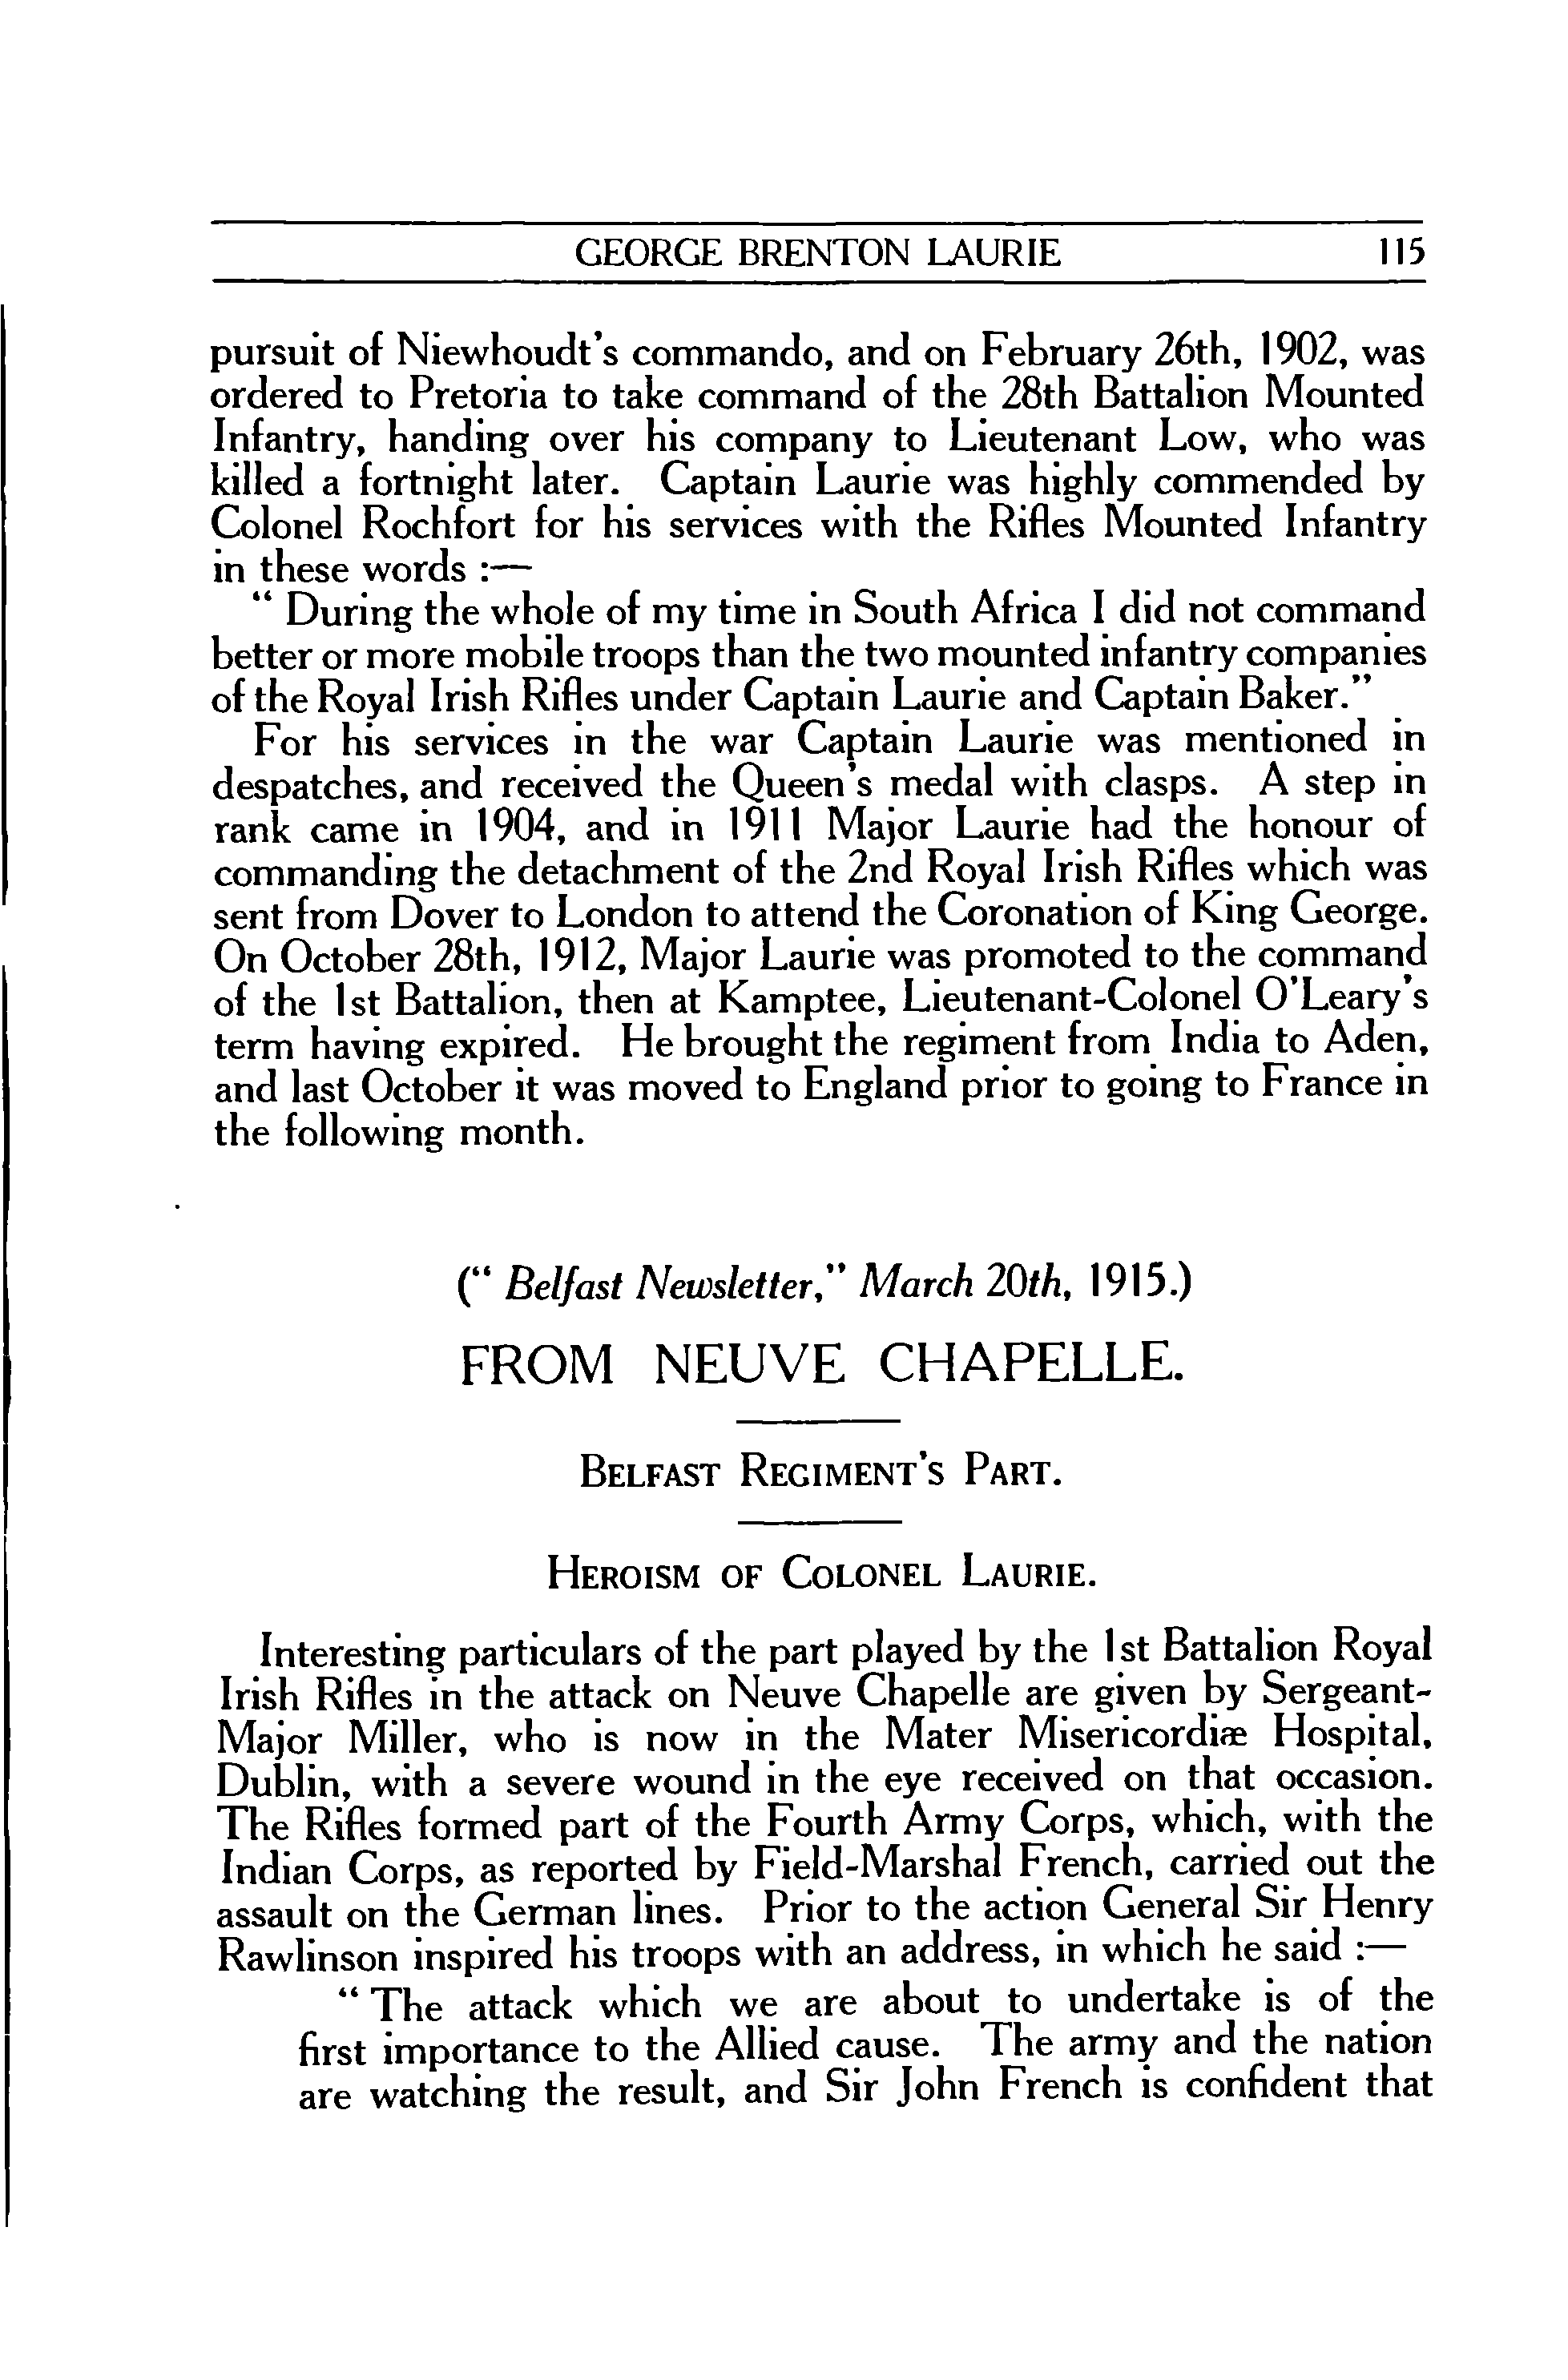 GEORGE BRENTON LAURIE 115
pursuit of Niewhoudt's commando, and on February 26th, 1902, was
ordered to Pretoria to take command of the 28th Battalion Mounted
Infantry, handing over his company to Lieutenant Low, who was
killed a fortnight later. Captain Laurie was highly commended by
Colonel Rochfort for his services with the Rifles Mounted Infantry
in these words :—
“ During the whole of my time in South Africa I did not command
better or more mobile troops than the two mounted infantry companies
of the Royal Irish Rifles under Captain Laurie and Captain Baker.”
For his services in the war Captain Laurie was mentioned in
despatches, and received the Queen's medal with clasps. A step in
rank came in 1904, and in 1911 Major Laurie had the honour of
commanding the detachment of the 2nd Royal Irish Rifles which was
sent from Dover to London to attend the Coronation of King George.
On October 28th, 1912, Major Laurie was promoted to the command
of the 1st Battalion, then at Kamptee, Lieutenant-Colonel O'Leary's
term having expired. He brought the regiment from India to Aden,
and last October it was moved to England prior to going to France in
the following month.
(“ Belfast Newsletter,” March 20th, 1915.)
FROM NEUVE CHAPELLE.
BELFAST REGIMENT'S PART.
HEROISM OF COLONEL LAURIE.
Interesting particulars of the part played by the 1st Battalion Royal
Irish Rifles in the attack on Neuve Chapelle are given by Sergeant-
Major Miller, who is now in the Mater Misericordiæ Hospital,
Dublin, with a severe wound in the eye received on that occasion.
The Rifles formed part of the Fourth Army Corps, which, with the
Indian Corps, as reported by Field-Marshal French, carried out the
assault on the German lines. Prior to the action General Sir Henry
Rawlinson inspired his troops with an address, in which he said :—
“ The attack which we are about to undertake is of the
first importance to the Allied cause. The army and the nation
are watching the result, and Sir John French is confident that